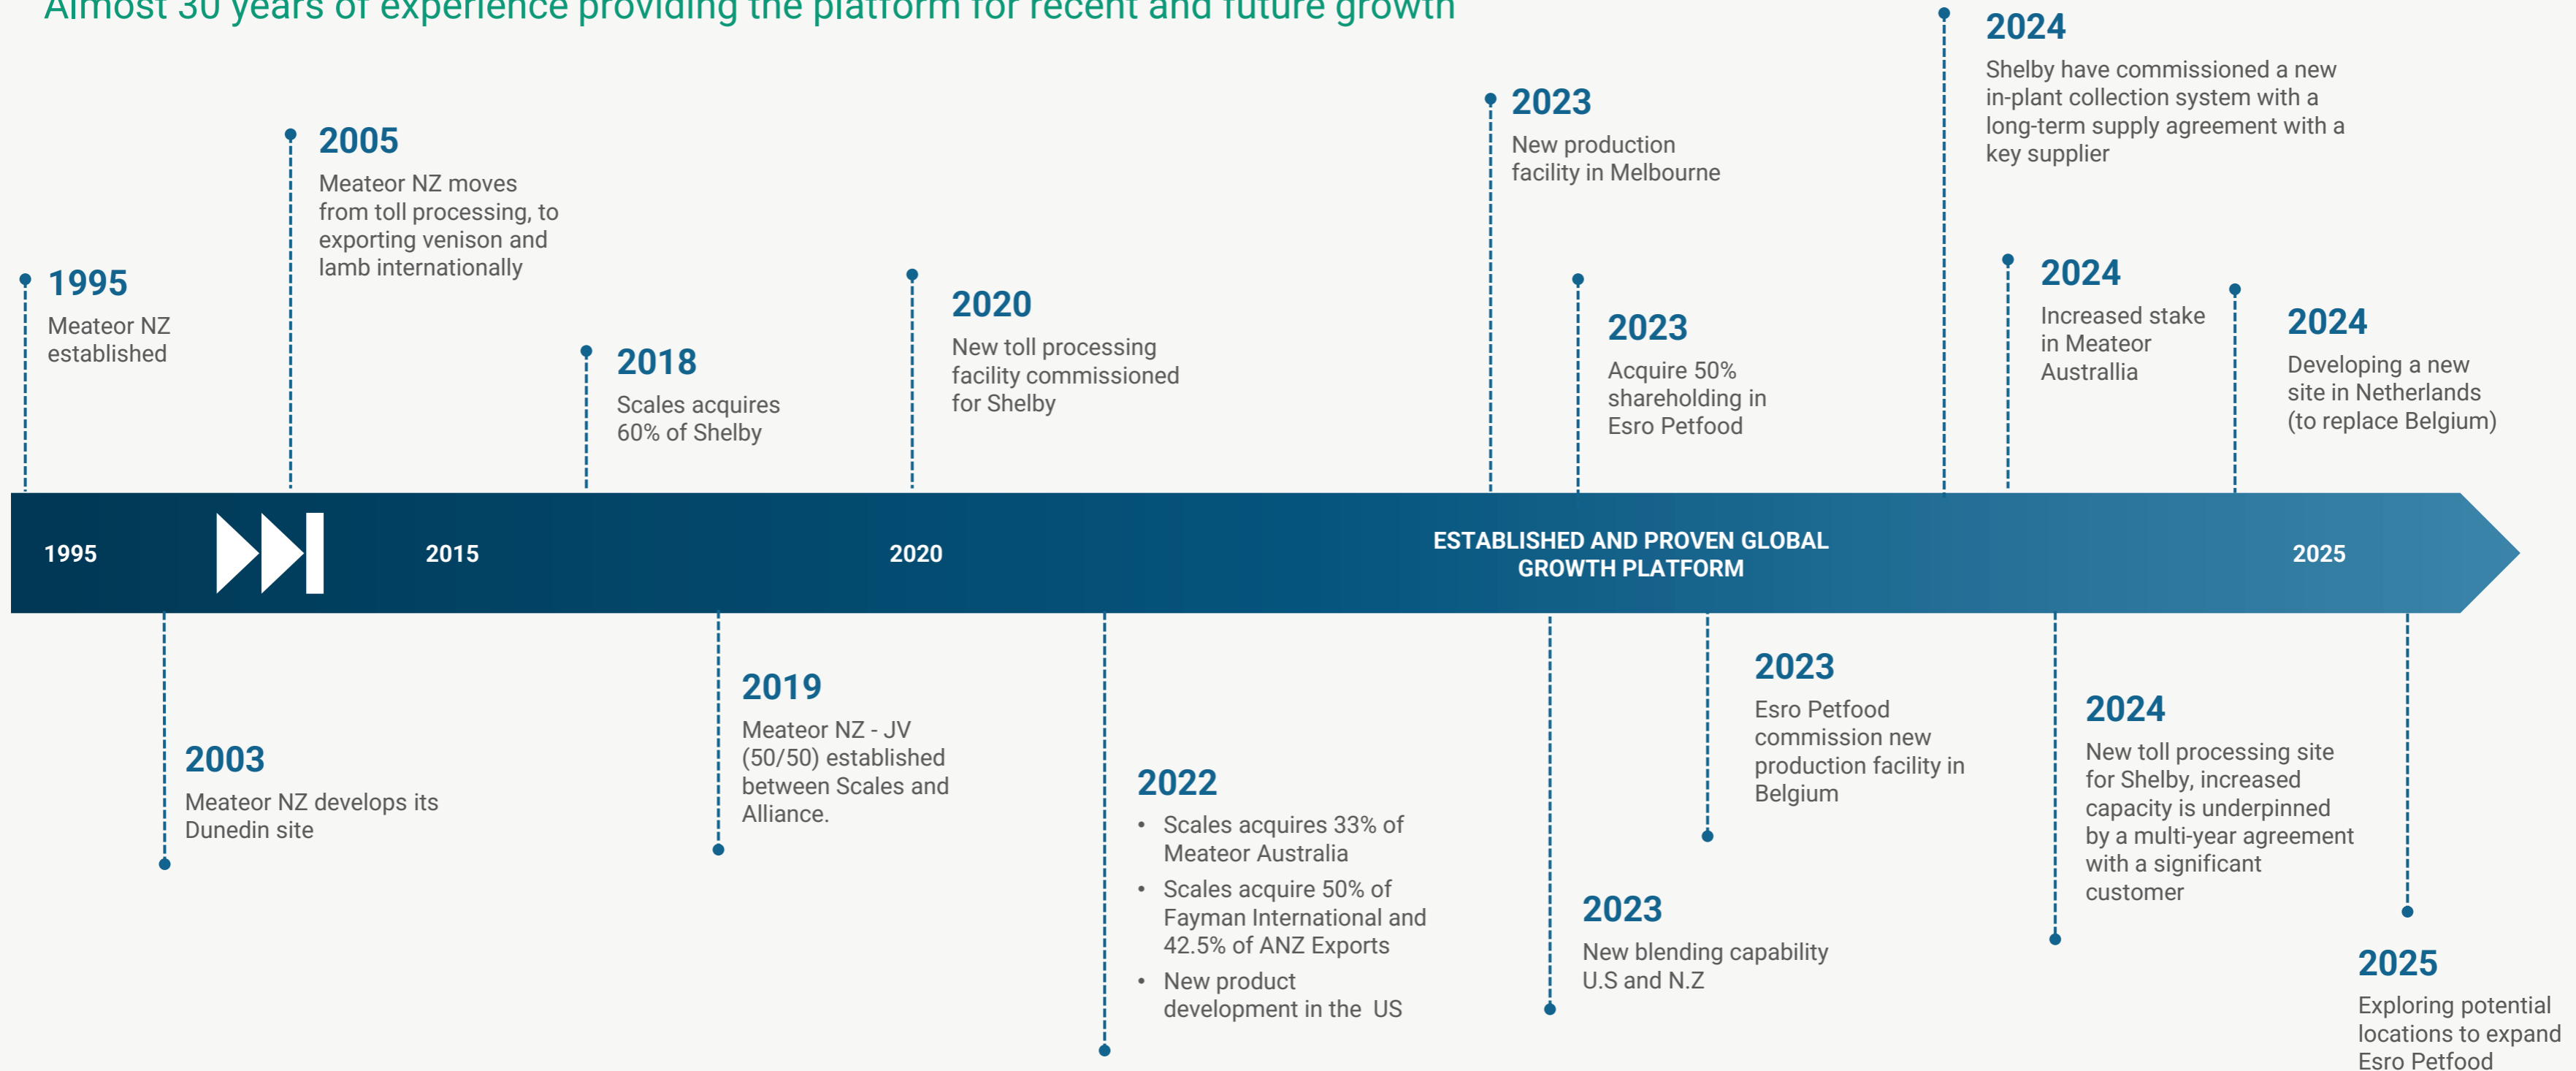 Almost 30 years of experience providing the platform for recent and future growth
1995
Meateor NZ
established
2005
Meateor NZ moves
from toll processing, to
exporting venison and
lamb internationally
2018
Scales acquires
60% of Shelby
2020
New toll processing
facility commissioned
for Shelby
2023
New production
facility in Melbourne
2023
Acquire 50%
shareholding in
Esro Petfood
2024
Shelby have commissioned a new
in-plant collection system with a
long-term supply agreement with a
key supplier
2024
Increased stake
in Meateor
Australlia
2024
Developing a new
site in Netherlands
(to replace Belgium)
1995
2015
2020
ESTABLISHED AND PROVEN GLOBAL
GROWTH PLATFORM
2025
2003
Meateor NZ develops its
Dunedin site
2019
Meateor NZ - JV
(50/50) established
between Scales and
Alliance.
2022
• Scales acquires 33% of
Meateor Australia
• Scales acquire 50% of
Fayman International and
42.5% of ANZ Exports
• New product
development in the US
2023
New blending capability
U.S and N.Z
2023
Esro Petfood
commission new
production facility in
Belgium
2024
New toll processing site
for Shelby, increased
capacity is underpinned
by a multi-year agreement
with a significant
customer
2025
Exploring potential
locations to expand
Esro Petfood